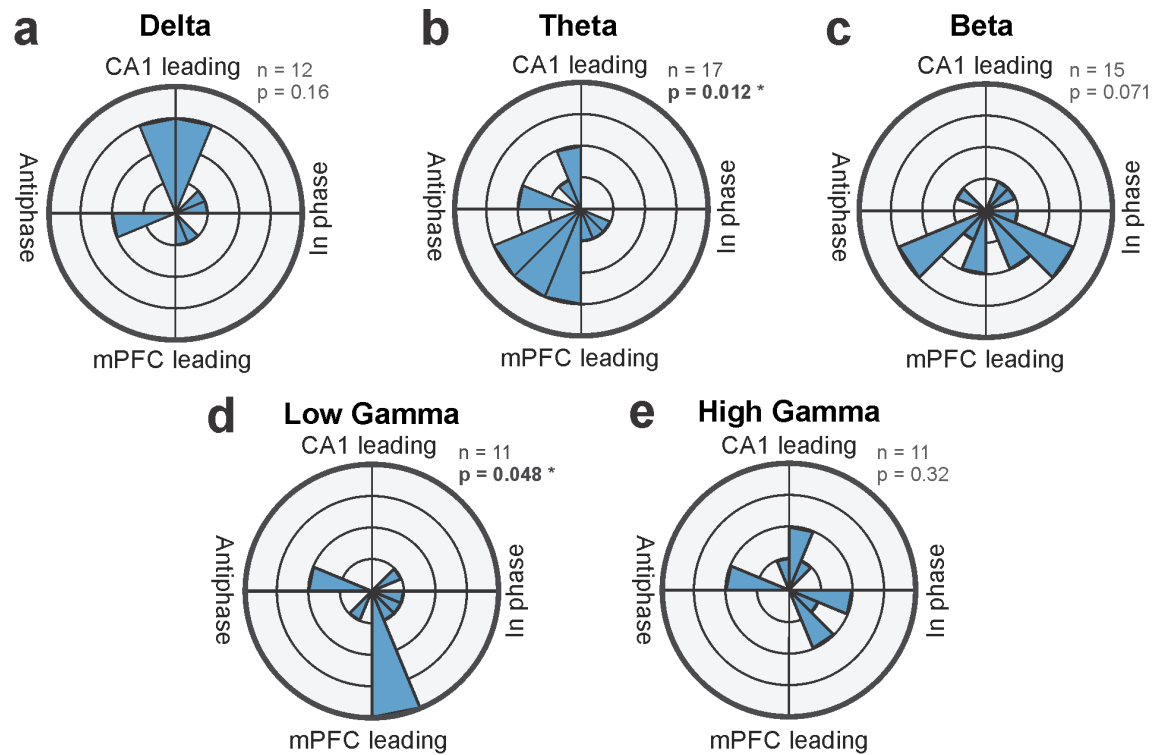 a
Delta
CA1 leading
n = 12
p = 0.16
Antiphase
In phase
mPFC leading
b
Theta
CA1 leading
n = 17
p = 0.012 *
Antiphase
In phase
mPFC leading
c
Beta
CA1 leading
n = 15
p = 0.071
Antiphase
In phase
mPFC leading
d
Low Gamma
CA1 leading
n = 11
p = 0.048 *
Antiphase
In phase
mPFC leading
e
High Gamma
CA1 leading
n = 11
p = 0.32
Antiphase
In phase
mPFC leading